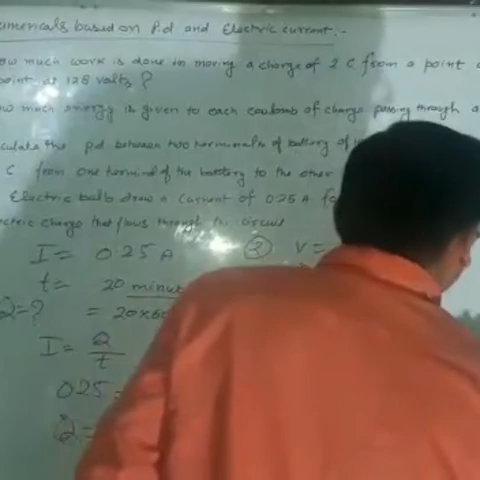 umericals based on P.d and Electric current:-
ow much work is done in moving a charge of 2 C from a point
point at 128 volts ?
ow much energy is given to each coulomb of charge passing through a
culate the pd between two terminals of battery of
C from one terminal of the battery to the other
Electric bulb draw a current of 0.25 A fo
ectric charge that flows through the circuit
I = 0.25 A
② V =
t = 20 minut
Q = ? = 20×60
I = Q/t
0.25 =
Q =